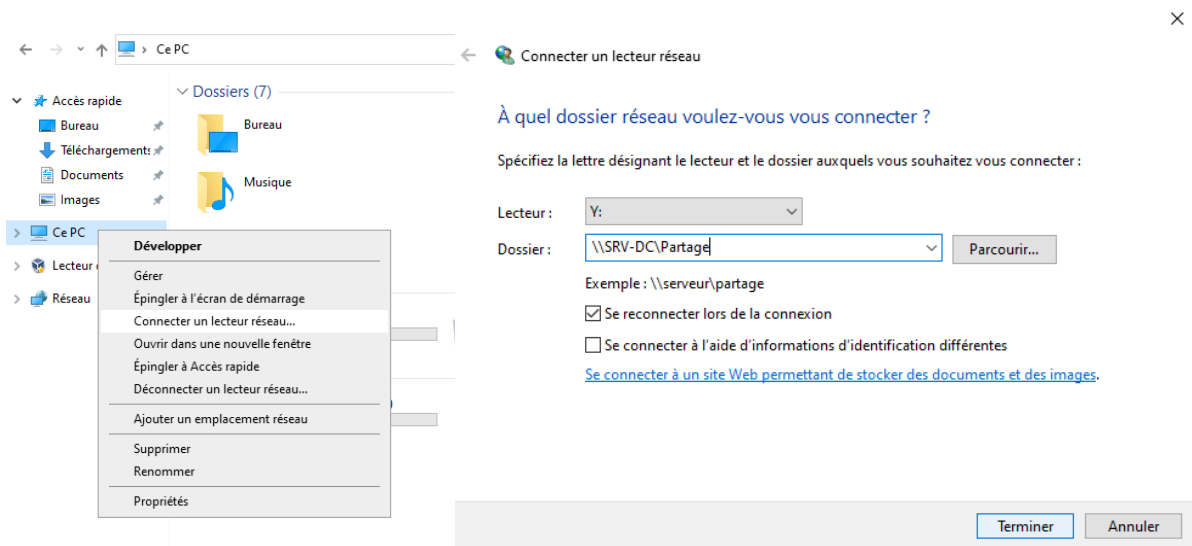 Ce PC
Accès rapide
Bureau
Téléchargements
Documents
Images
Ce PC
Lecteur
Réseau
Dossiers (7)
Bureau
Musique
Développer
Gérer
Épingler à l'écran de démarrage
Connecter un lecteur réseau...
Ouvrir dans une nouvelle fenêtre
Épingler à Accès rapide
Déconnecter un lecteur réseau...
Ajouter un emplacement réseau
Supprimer
Renommer
Propriétés
Connecter un lecteur réseau
À quel dossier réseau voulez-vous vous connecter ?
Spécifiez la lettre désignant le lecteur et le dossier auxquels vous souhaitez vous connecter :
Lecteur : Y:
Dossier : \\SRV-DC\Partage Parcourir...
Exemple : \\serveur\partage
Se reconnecter lors de la connexion
Se connecter à l'aide d'informations d'identification différentes
Se connecter à un site Web permettant de stocker des documents et des images.
Terminer Annuler